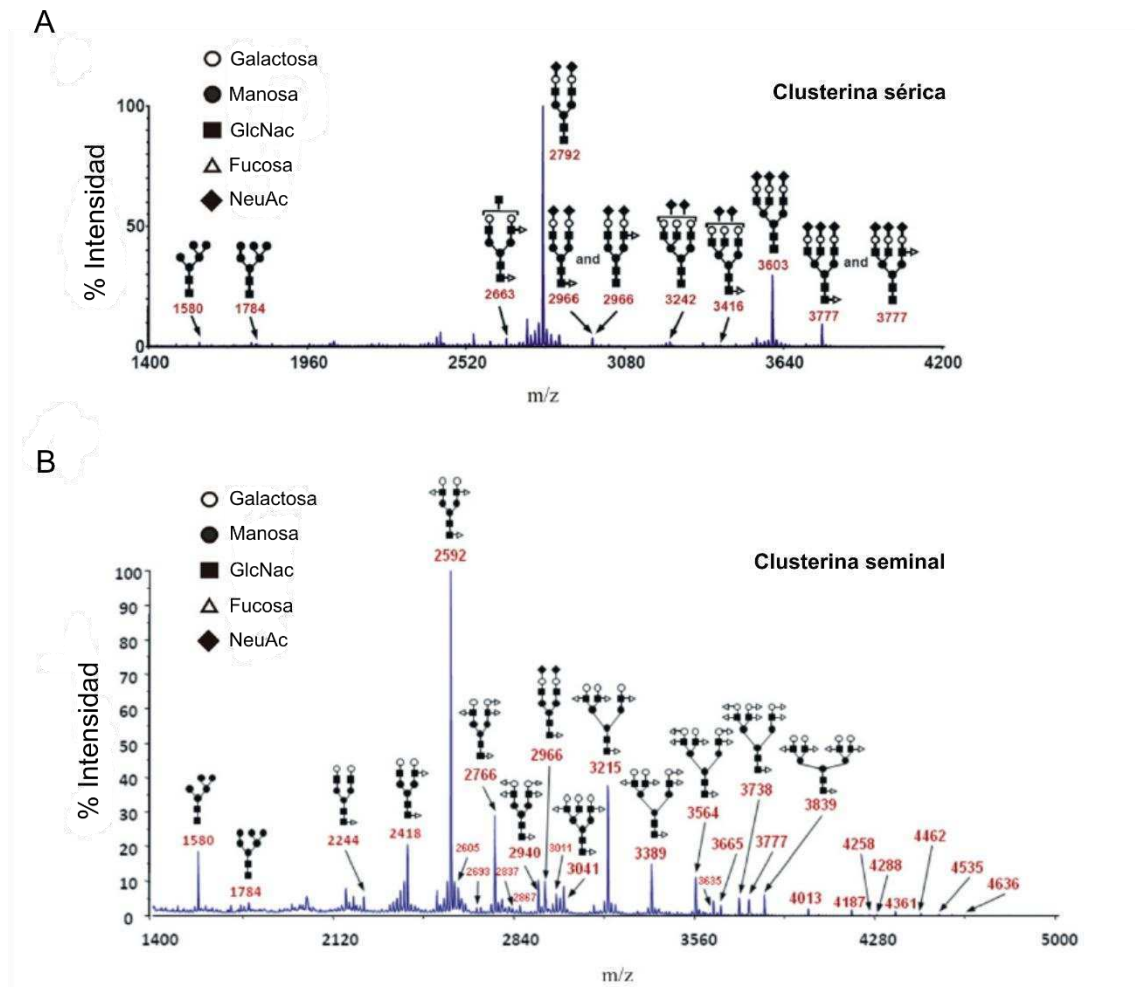 A
Galactosa
Manosa
GlcNac
Fucosa
NeuAc
Clusterina sérica
% Intensidad
100
50
0
1580
1784
2663
2792
2966
and
2966
3242
3416
3603
3777
and
3777
1400 1960 2520 3080 3640 4200
m/z
B
Galactosa
Manosa
GlcNac
Fucosa
NeuAc
Clusterina seminal
% Intensidad
100
90
80
70
60
50
40
30
20
10
0
1580
1784
2244
2418
2592
2605
2693
2766
2837
2867
2940
2966
3011
3041
3215
3389
3564
3635
3665
3738
3777
3839
4013
4187
4258
4288
4361
4462
4535
4636
1400 2120 2840 3560 4280 5000
m/z